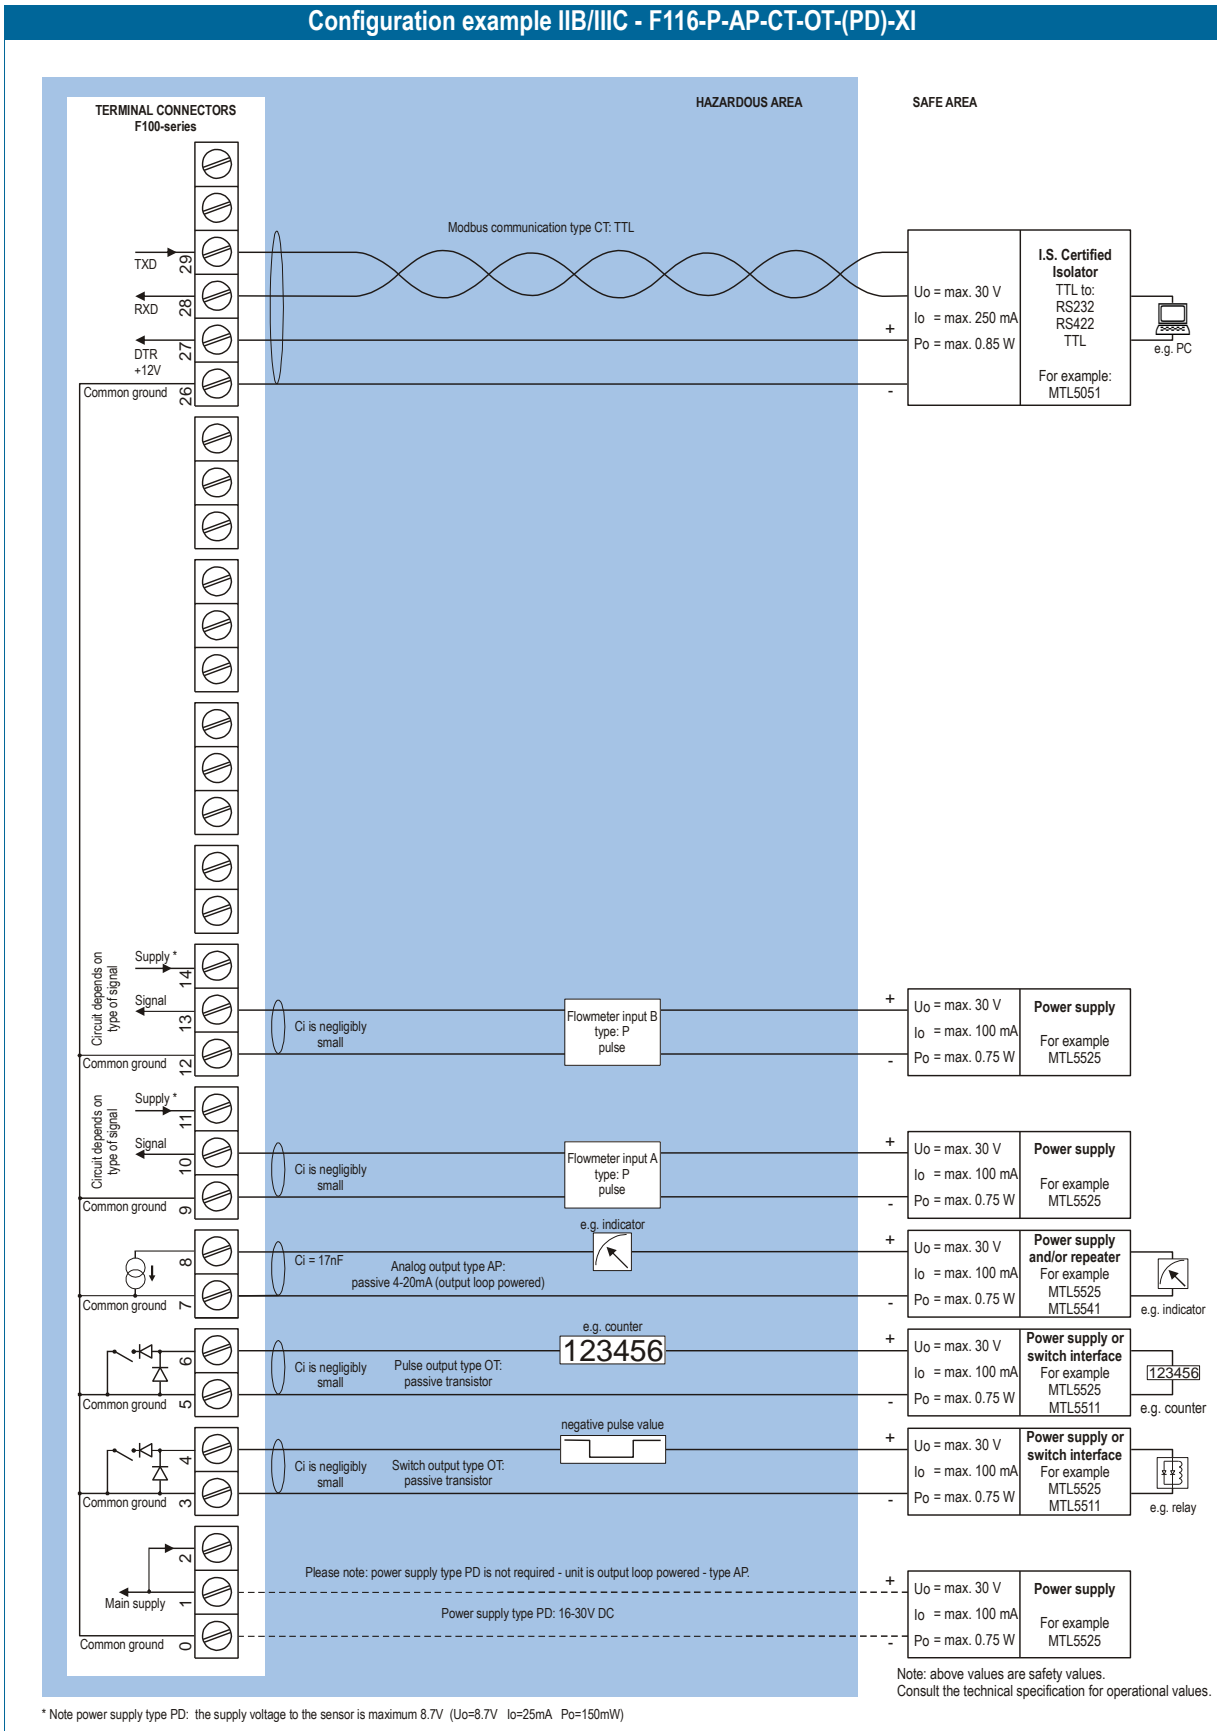 Configuration example IIB/IIIC - F116-P-AP-CT-OT-(PD)-XI
TERMINAL CONNECTORS
F100-series
HAZARDOUS AREA
SAFE AREA
Modbus communication type CT: TTL
TXD
29
RXD
28
DTR
+12V
27
Common ground
26
+
-
Uo = max. 30 V
Io = max. 250 mA
Po = max. 0.85 W
I.S. Certified
Isolator
TTL to:
RS232
RS422
TTL
For example:
MTL5051
e.g. PC
Circuit depends on
type of signal
Supply *
14
Signal
13
Common ground
12
Ci is negligibly
small
Flowmeter input B
type: P
pulse
+
-
Uo = max. 30 V
Io = max. 100 mA
Po = max. 0.75 W
Power supply
For example
MTL5525
Circuit depends on
type of signal
Supply *
11
Signal
10
Common ground
9
Ci is negligibly
small
Flowmeter input A
type: P
pulse
+
-
Uo = max. 30 V
Io = max. 100 mA
Po = max. 0.75 W
Power supply
For example
MTL5525
8
Common ground
7
Ci = 17nF
Analog output type AP:
passive 4-20mA (output loop powered)
e.g. indicator
+
-
Uo = max. 30 V
Io = max. 100 mA
Po = max. 0.75 W
Power supply
and/or repeater
For example
MTL5525
MTL5541
e.g. indicator
6
Common ground
5
Ci is negligibly
small
Pulse output type OT:
passive transistor
e.g. counter
123456
+
-
Uo = max. 30 V
Io = max. 100 mA
Po = max. 0.75 W
Power supply or
switch interface
For example
MTL5525
MTL5511
123456
e.g. counter
4
Common ground
3
Ci is negligibly
small
Switch output type OT:
passive transistor
negative pulse value
+
-
Uo = max. 30 V
Io = max. 100 mA
Po = max. 0.75 W
Power supply or
switch interface
For example
MTL5525
MTL5511
e.g. relay
2
Main supply
1
Common ground
0
Please note: power supply type PD is not required - unit is output loop powered - type AP.
Power supply type PD: 16-30V DC
+
-
Uo = max. 30 V
Io = max. 100 mA
Po = max. 0.75 W
Power supply
For example
MTL5525
Note: above values are safety values.
Consult the technical specification for operational values.
* Note power supply type PD: the supply voltage to the sensor is maximum 8.7V (Uo=8.7V Io=25mA Po=150mW)